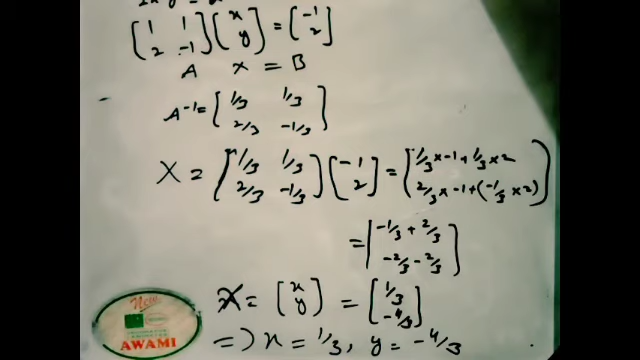 [1 1; 2 -1] [x; y] = [-1; 2]
A X = B
A⁻¹ = [1/3 1/3; 2/3 -1/3]
X = [1/3 1/3; 2/3 -1/3] [-1; 2] = [1/3 x -1 + 1/3 x 2; 2/3 x -1 + (-1/3 x 2)]
= [-1/3 + 2/3; -2/3 - 2/3]
X = [x; y] = [1/3; -4/3]
=> x = 1/3, y = -4/3
New
AWAMI